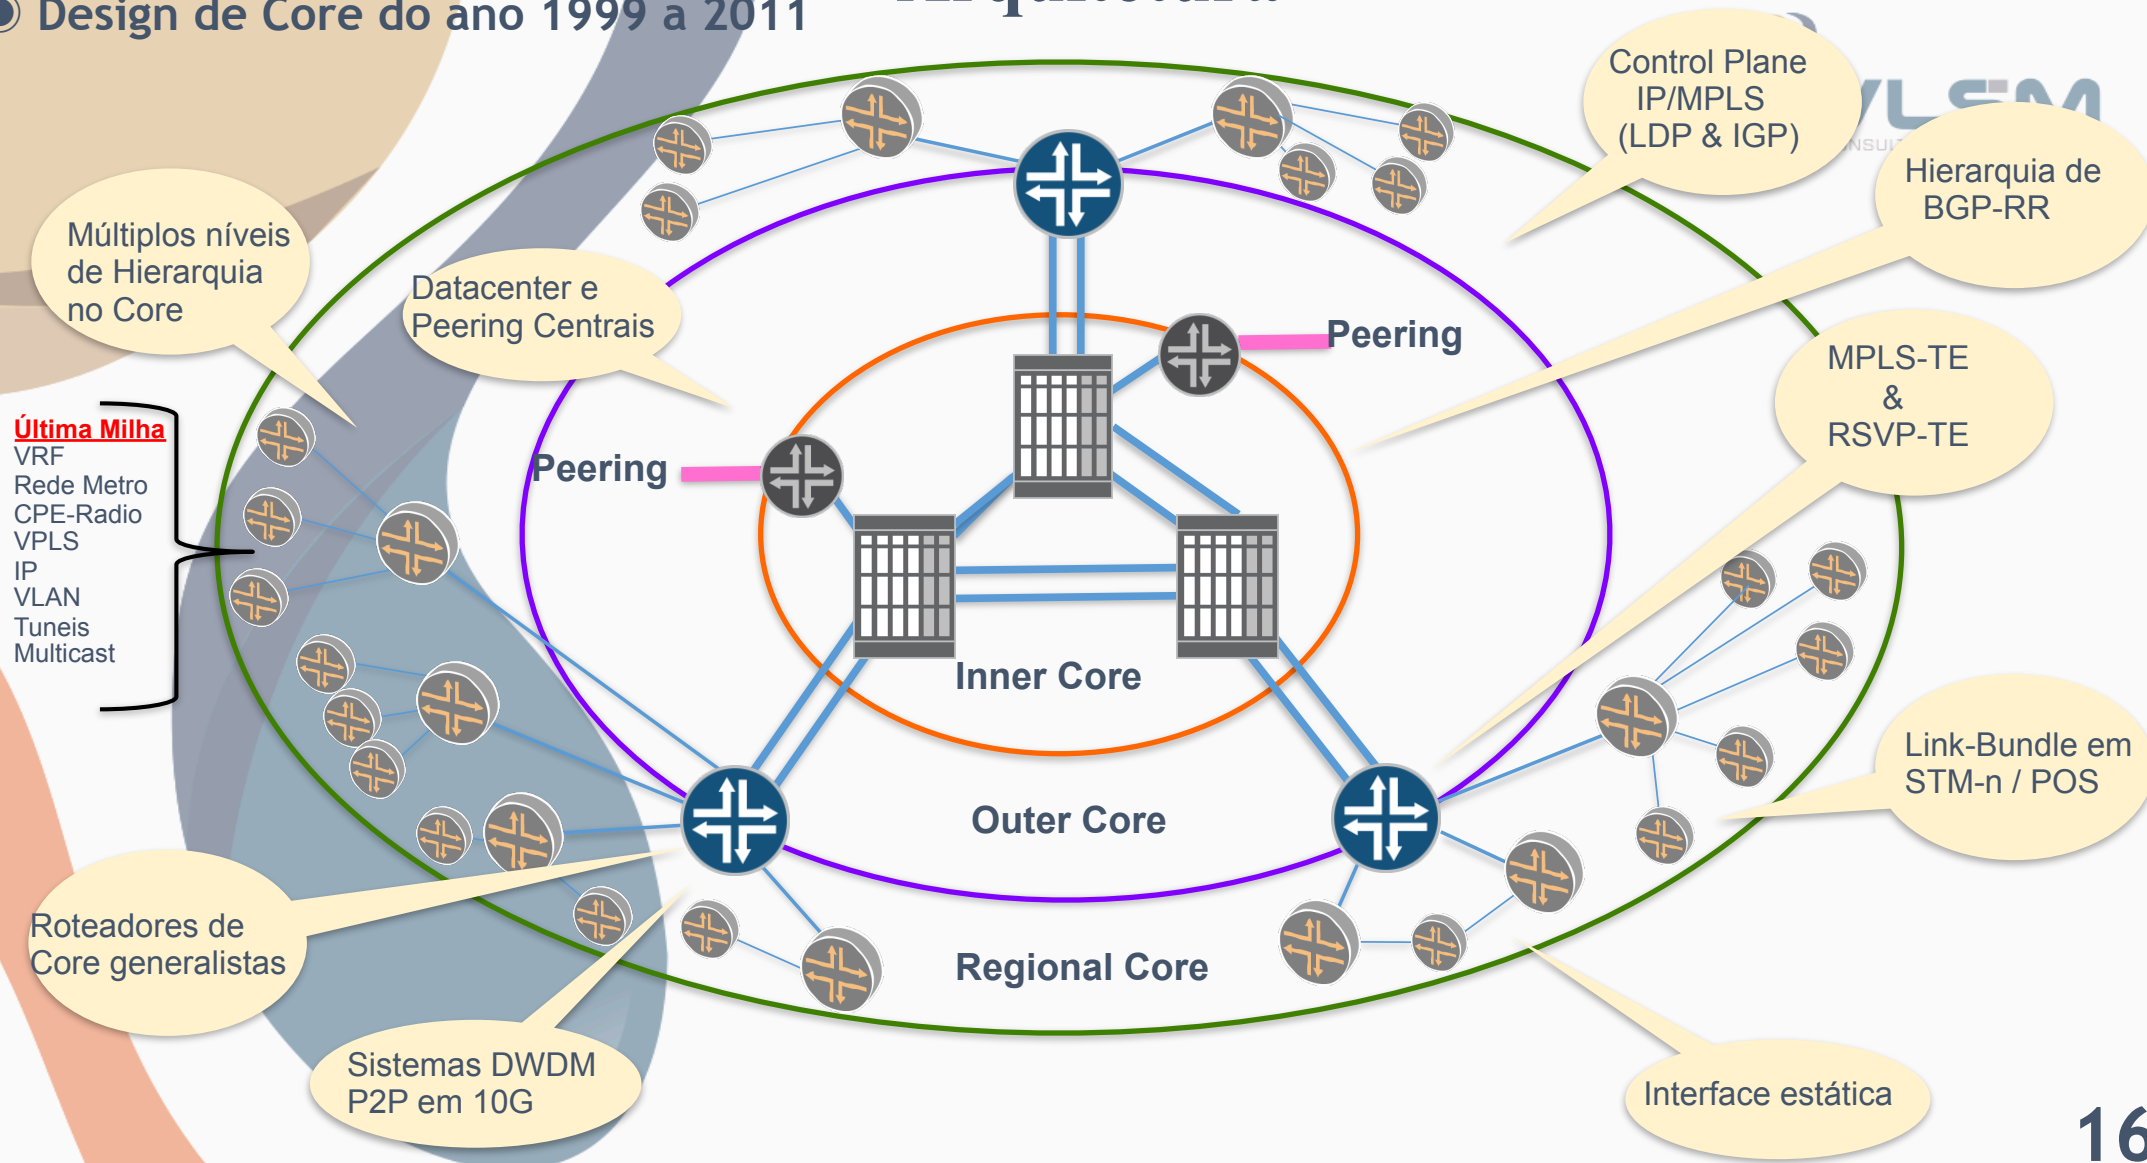 Arquitetura
Design de Core do ano 1999 a 2011
Control Plane
IP/MPLS
(LDP & IGP)
VLSM
Hierarquia de
BGP-RR
Múltiplos níveis
de Hierarquia
no Core
Datacenter e
Peering Centrais
Peering
MPLS-TE
&
RSVP-TE
Última Milha
VRF
Rede Metro
CPE-Radio
VPLS
IP
VLAN
Tuneis
Multicast
Peering
Inner Core
Outer Core
Regional Core
Link-Bundle em
STM-n / POS
Roteadores de
Core generalistas
Sistemas DWDM
P2P em 10G
Interface estática
16